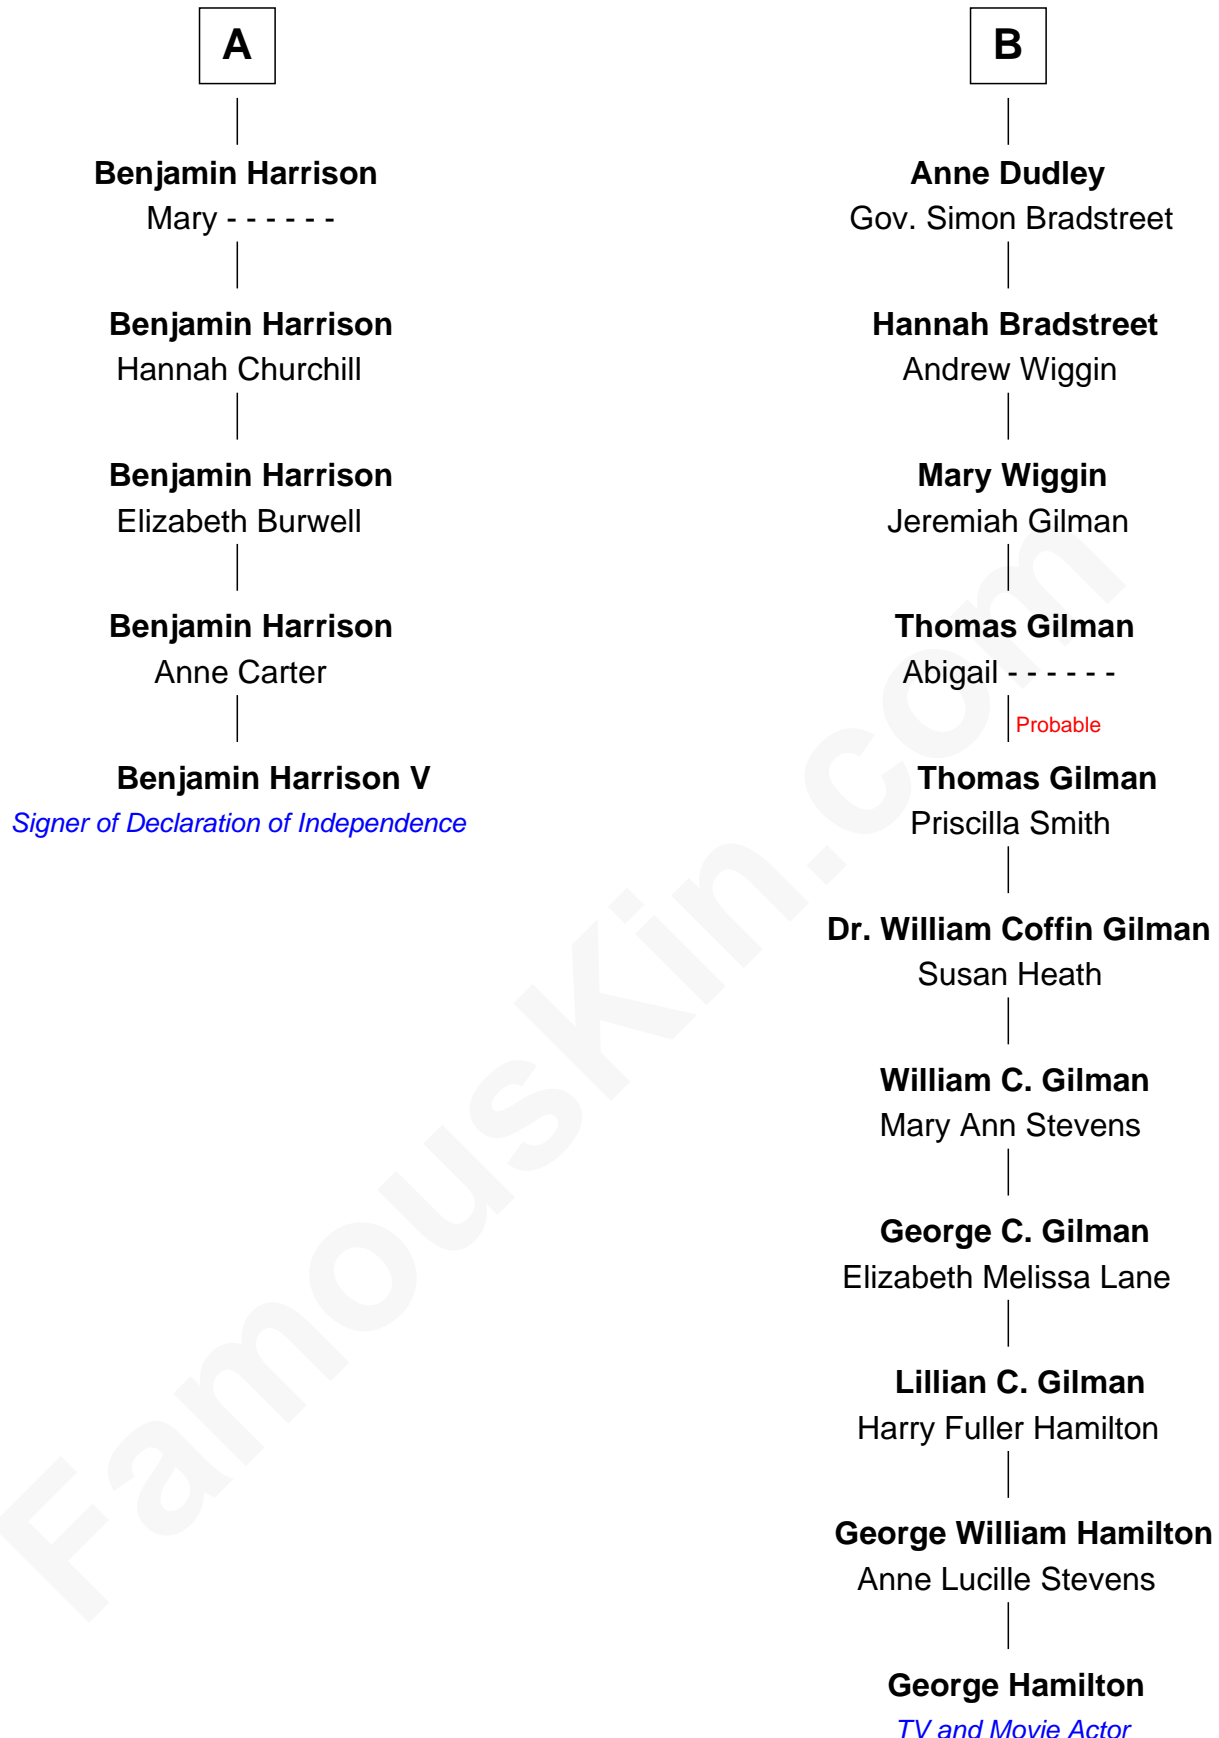 A
Benjamin Harrison
Mary - - - - - -
Benjamin Harrison
Hannah Churchill
Benjamin Harrison
Elizabeth Burwell
Benjamin Harrison
Anne Carter
Benjamin Harrison V
Signer of Declaration of Independence
B
Anne Dudley
Gov. Simon Bradstreet
Hannah Bradstreet
Andrew Wiggin
Mary Wiggin
Jeremiah Gilman
Thomas Gilman
Abigail - - - - - -
Probable
Thomas Gilman
Priscilla Smith
Dr. William Coffin Gilman
Susan Heath
William C. Gilman
Mary Ann Stevens
George C. Gilman
Elizabeth Melissa Lane
Lillian C. Gilman
Harry Fuller Hamilton
George William Hamilton
Anne Lucille Stevens
George Hamilton
TV and Movie Actor
FamousKin.com